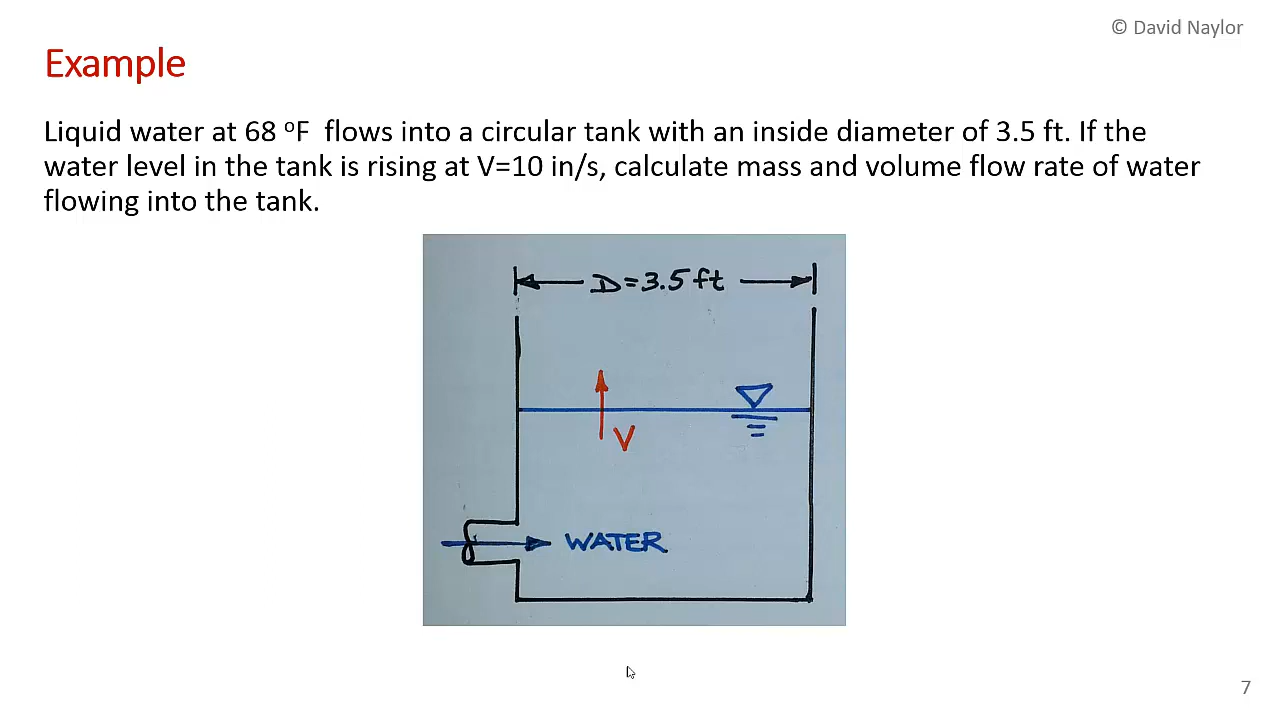 © David Naylor
Example
Liquid water at 68 ᵒF  flows into a circular tank with an inside diameter of 3.5 ft. If the
water level in the tank is rising at V=10 in/s, calculate mass and volume flow rate of water
flowing into the tank.
D=3.5ft
V
WATER
7